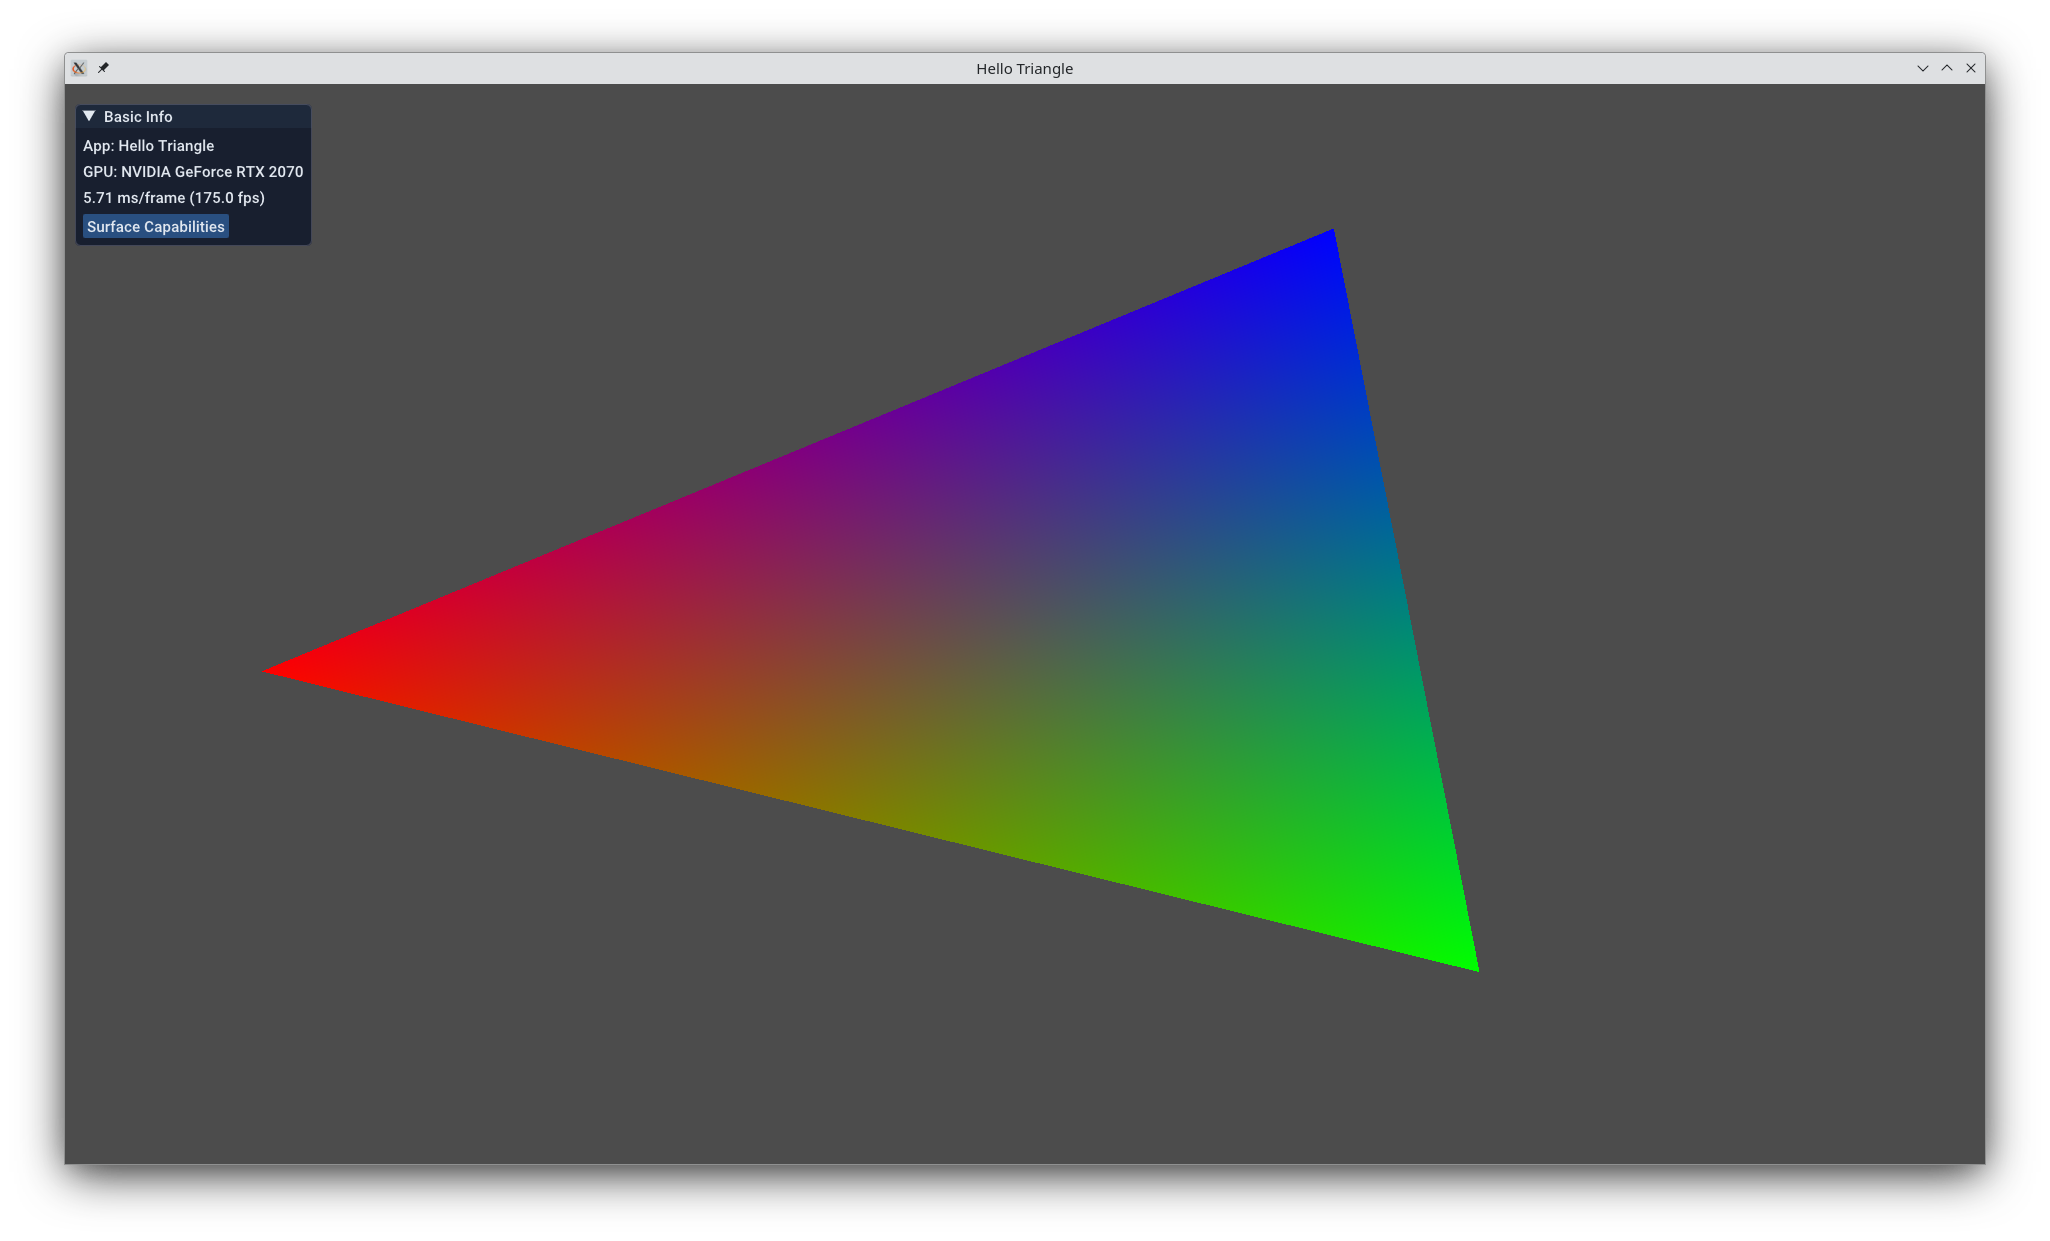 Hello Triangle
Basic Info
App: Hello Triangle
GPU: NVIDIA GeForce RTX 2070
5.71 ms/frame (175.0 fps)
Surface Capabilities